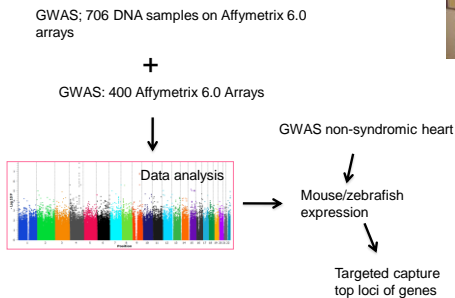 GWAS; 706 DNA samples on Affymetrix 6.0
arrays
+
GWAS: 400 Affymetrix 6.0 Arrays
GWAS non-syndromic heart
Data analysis
Mouse/zebrafish
expression
Targeted capture
top loci of genes